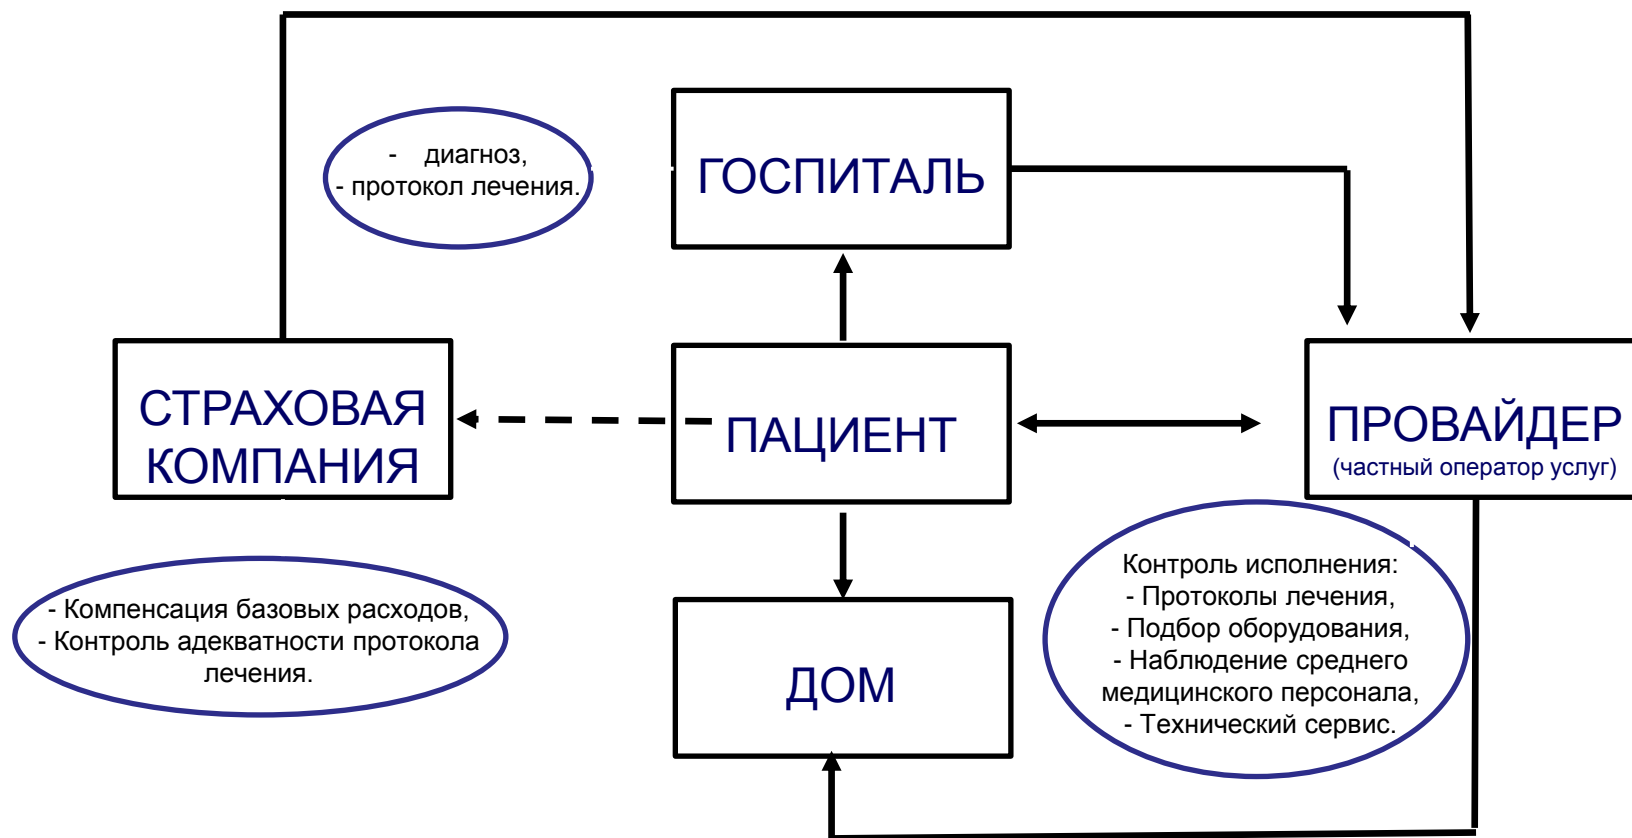 - диагноз,
- протокол лечения.
ГОСПИТАЛЬ
СТРАХОВАЯ
КОМПАНИЯ
ПАЦИЕНТ
ПРОВАЙДЕР
(частный оператор услуг)
- Компенсация базовых расходов,
- Контроль адекватности протокола
лечения.
ДОМ
Контроль исполнения:
- Протоколы лечения,
- Подбор оборудования,
- Наблюдение среднего
медицинского персонала,
- Технический сервис.